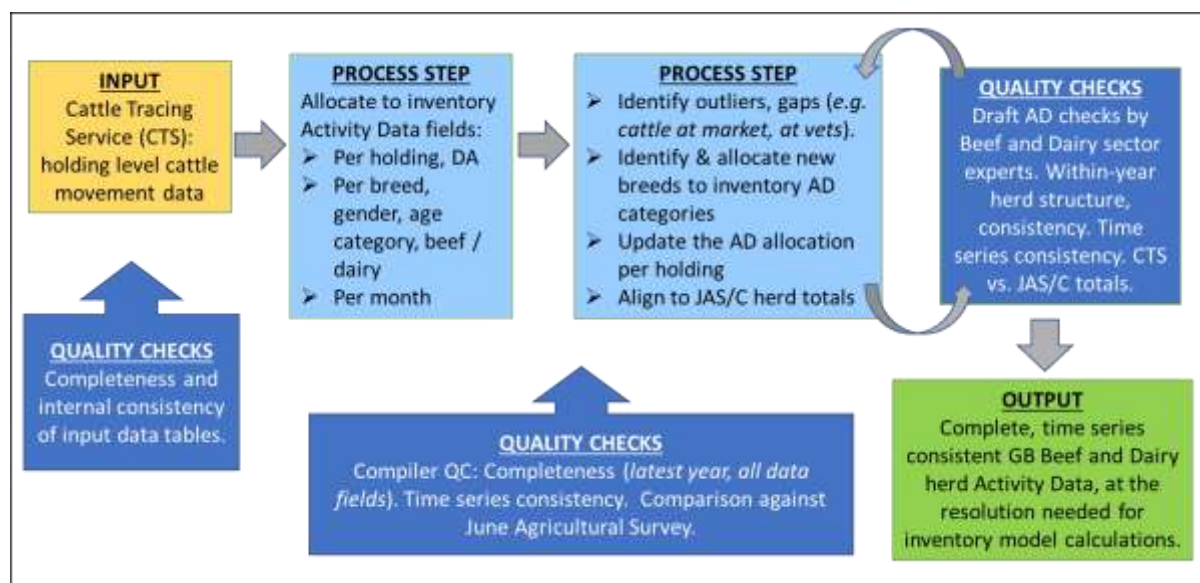 INPUT
Cattle Tracing
Service (CTS):
holding level cattle
movement data
QUALITY CHECKS
Completeness and
internal consistency
of input data tables.
PROCESS STEP
Allocate to inventory
Activity Data fields:
➢ Per holding, DA
➢ Per breed,
gender, age
category, beef /
dairy
➢ Per month
PROCESS STEP
➢ Identify outliers, gaps (e.g.
cattle at market, at vets).
➢ Identify & allocate new
breeds to inventory AD
categories
➢ Update the AD allocation
per holding
➢ Align to JAS/C herd totals
QUALITY CHECKS
Compiler QC: Completeness (latest year, all data
fields). Time series consistency. Comparison against
June Agricultural Survey.
QUALITY CHECKS
Draft AD checks by
Beef and Dairy sector
experts. Within-year
herd structure,
consistency. Time
series consistency. CTS
vs. JAS/C totals.
OUTPUT
Complete, time series
consistent GB Beef and Dairy
herd Activity Data, at the
resolution needed for
inventory model calculations.